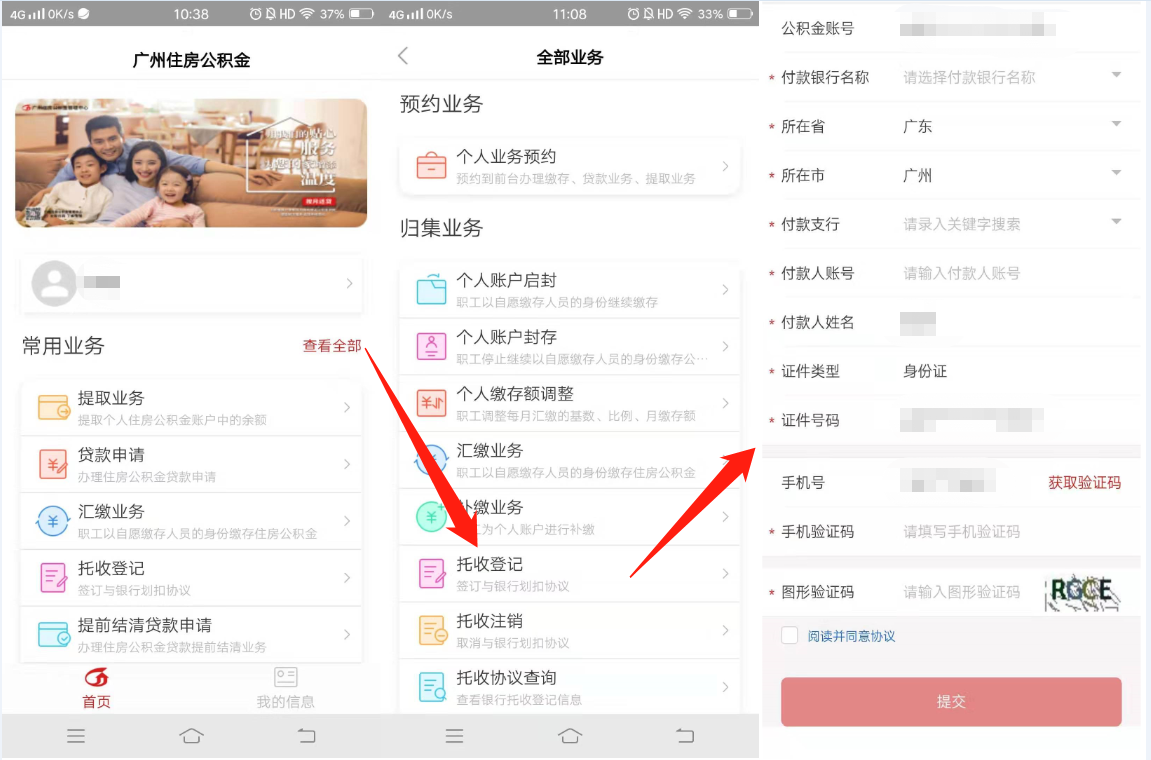 4G 0K/s 10:38 HD 37%
广州住房公积金
服务
温度
常用业务 查看全部
提取业务
提取个人住房公积金账户中的余额
贷款申请
办理住房公积金贷款申请
汇缴业务
职工以自愿缴存人员的身份缴存住房公积金
托收登记
签订与银行划扣协议
提前结清贷款申请
办理住房公积金贷款提前结清业务
首页 我的信息
4G 0K/s 11:08 HD 33%
全部业务
预约业务
个人业务预约
预约到前台办理缴存、贷款业务、提取业务
归集业务
个人账户启封
职工以自愿缴存人员的身份继续缴存
个人账户封存
职工停止继续以自愿缴存人员的身份缴存公…
个人缴存额调整
职工调整每月汇缴的基数、比例、月缴存额
汇缴业务
职工以自愿缴存人员的身份缴存住房公积金
补缴业务
工为个人账户进行补缴
托收登记
签订与银行划扣协议
托收注销
取消与银行划扣协议
托收协议查询
查看银行托收登记信息
公积金账号
* 付款银行名称 请选择付款银行名称
* 所在省 广东
* 所在市 广州
* 付款支行 请录入关键字搜索
* 付款人账号 请输入付款人账号
* 付款人姓名
* 证件类型 身份证
* 证件号码
手机号 获取验证码
* 手机验证码 请填写手机验证码
* 图形验证码 请输入图形验证码 RGCE
阅读并同意协议
提交